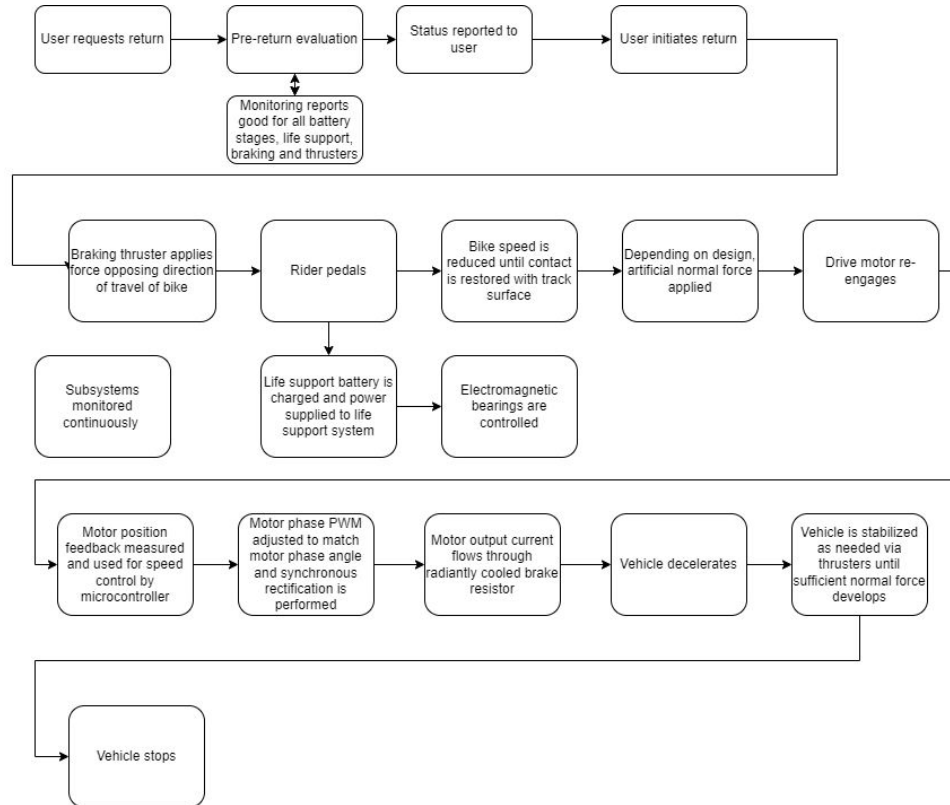 User requests return
Pre-return evaluation
Status reported to
user
User initiates return
Monitoring reports
good for all battery
stages, life support,
braking and thrusters
Braking thruster applies
force opposing direction
of travel of bike
Rider pedals
Bike speed is
reduced until contact
is restored with track
surface
Depending on design,
artificial normal force
applied
Drive motor re-
engages
Subsystems
monitored
continuously
Life support battery is
charged and power
supplied to life
support system
Electromagnetic
bearings are
controlled
Motor position
feedback measured
and used for speed
control by
microcontroller
Motor phase PWM
adjusted to match
motor phase angle
and synchronous
rectification is
performed
Motor output current
flows through
radiantly cooled brake
resistor
Vehicle decelerates
Vehicle is stabilized
as needed via
thrusters until
sufficient normal force
develops
Vehicle stops